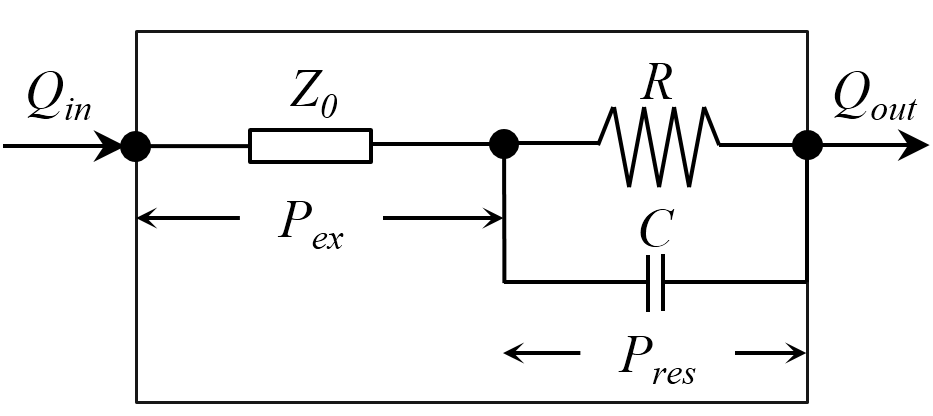 Q_in
Z_0
R
Q_out
P_ex
C
P_res